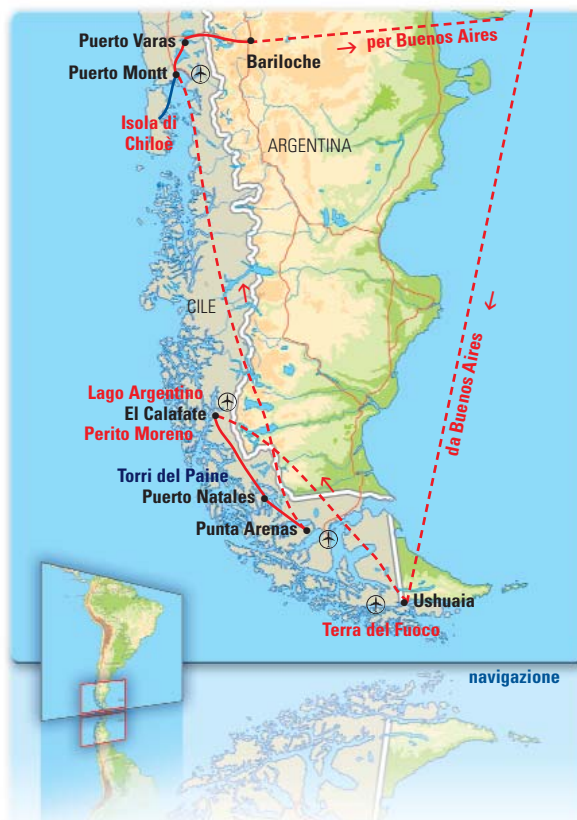 Puerto Varas
per Buenos Aires
Bariloche
Puerto Montt
Isola di
Chiloè
ARGENTINA
CILE
da Buenos Aires
Lago Argentino
El Calafate
Perito Moreno
Torri del Paine
Puerto Natales
Punta Arenas
Ushuaia
Terra del Fuoco
navigazione